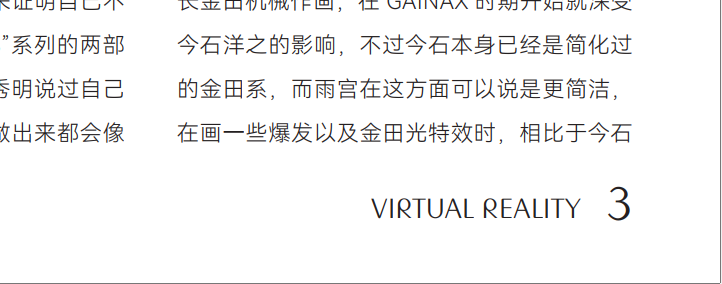 来证明自己不
”系列的两部
秀明说过自己
做出来都会像
长金田机械作画，在 GAINAX 时期开始就深受
今石洋之的影响，不过今石本身已经是简化过
的金田系，而雨宫在这方面可以说是更简洁，
在画一些爆发以及金田光特效时，相比于今石
VIRTUAL REALITY 3